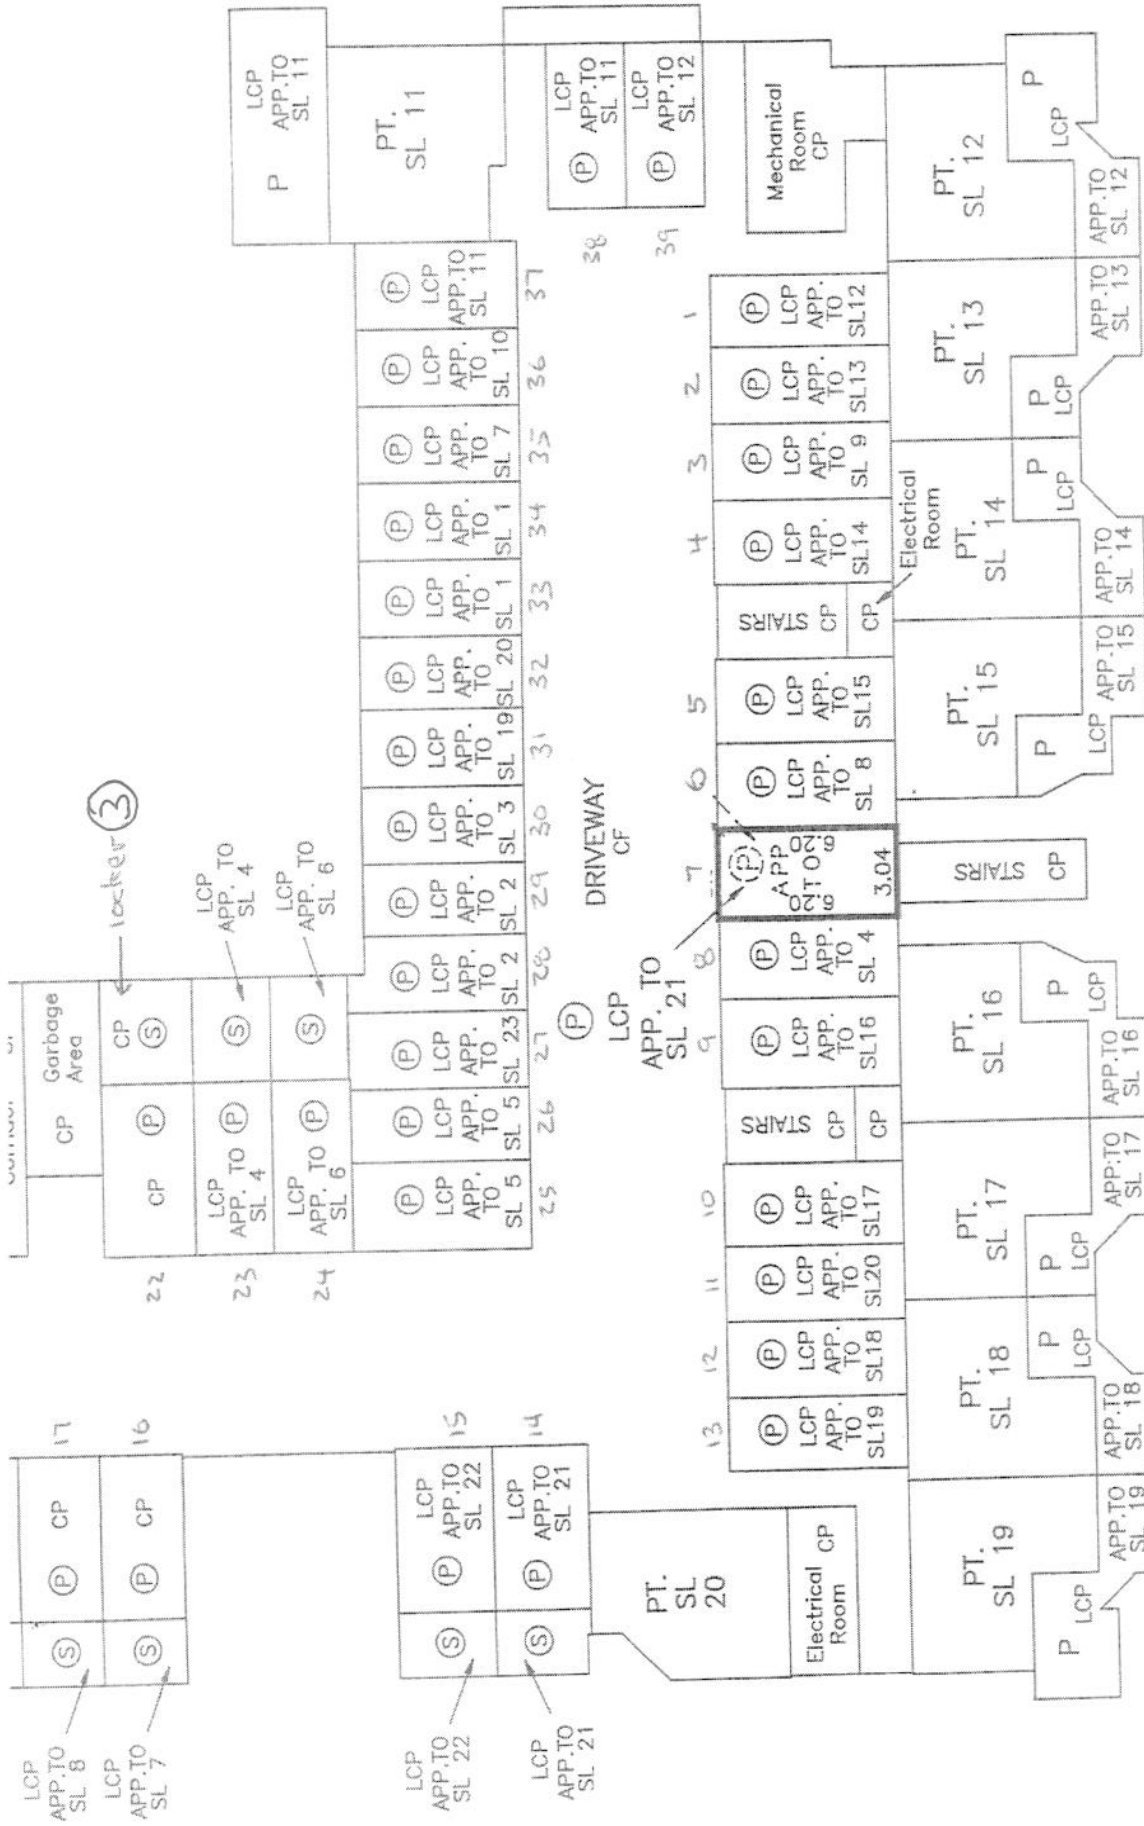 LCP
APP.TO
SL 11
P
PT.
SL 11
LCP
APP.TO
SL 11
P
LCP
APP.TO
SL 12
P
38
39
Mechanical
Room
CP
PT.
SL 12
P
LCP
APP.TO
SL 12
P
LCP
APP.TO
SL 11
37
P
LCP
APP.
TO
SL 10
36
P
LCP
APP.
TO
SL 7
35
P
LCP
APP.
TO
SL 1
34
P
LCP
APP.
TO
SL 1
33
P
LCP
APP.
TO
SL 20
32
P
LCP
APP.
TO
SL 19
31
P
LCP
APP.
TO
SL 3
30
P
LCP
APP.
TO
SL 2
29
P
LCP
APP.
TO
SL 2
28
P
LCP
APP.
TO
SL 23
27
P
LCP
APP.
TO
SL 5
26
P
LCP
APP.
TO
SL 5
25
locker 3
LCP
APP. TO
SL 4
LCP
APP. TO
SL 6
Garbage
Area
CP
CP
S
S
S
CP
P
22
LCP
APP. TO
SL 4
P
23
LCP
APP. TO
SL 6
P
24
DRIVEWAY
CF
1
P
LCP
APP.
TO
SL12
2
P
LCP
APP.
TO
SL13
3
P
LCP
APP.
TO
SL 9
4
P
LCP
APP.
TO
SL14
STAIRS
CP
CP
Electrical
Room
5
P
LCP
APP.
TO
SL15
6
P
LCP
APP.
TO
SL 8
7
P
APP
NTO
6.20
6.20
3.04
STAIRS
CP
P
LCP
APP. TO
SL 21
8
P
LCP
APP.
TO
SL 4
9
P
LCP
APP.
TO
SL16
STAIRS
CP
CP
10
P
LCP
APP.
TO
SL17
11
P
LCP
APP.
TO
SL20
12
P
LCP
APP.
TO
SL18
13
P
LCP
APP.
TO
SL19
PT.
SL 13
P
LCP
APP.TO
SL 13
PT.
SL 14
P
LCP
APP.TO
SL 14
PT.
SL 15
P
LCP
APP.TO
SL 15
PT.
SL 16
P
LCP
APP.TO
SL 16
PT.
SL 17
P
LCP
APP:TO
SL 17
PT.
SL 18
P
LCP
APP.TO
SL 18
PT.
SL 19
P
LCP
APP.TO
SL 19
17
CP
P
S
16
CP
P
S
LCP
APP.TO
SL 8
LCP
APP.TO
SL 7
15
LCP
APP.TO
SL 22
P
S
14
LCP
APP.TO
SL 21
P
S
LCP
APP.TO
SL 22
LCP
APP.TO
SL 21
PT.
SL
20
Electrical
Room
CP